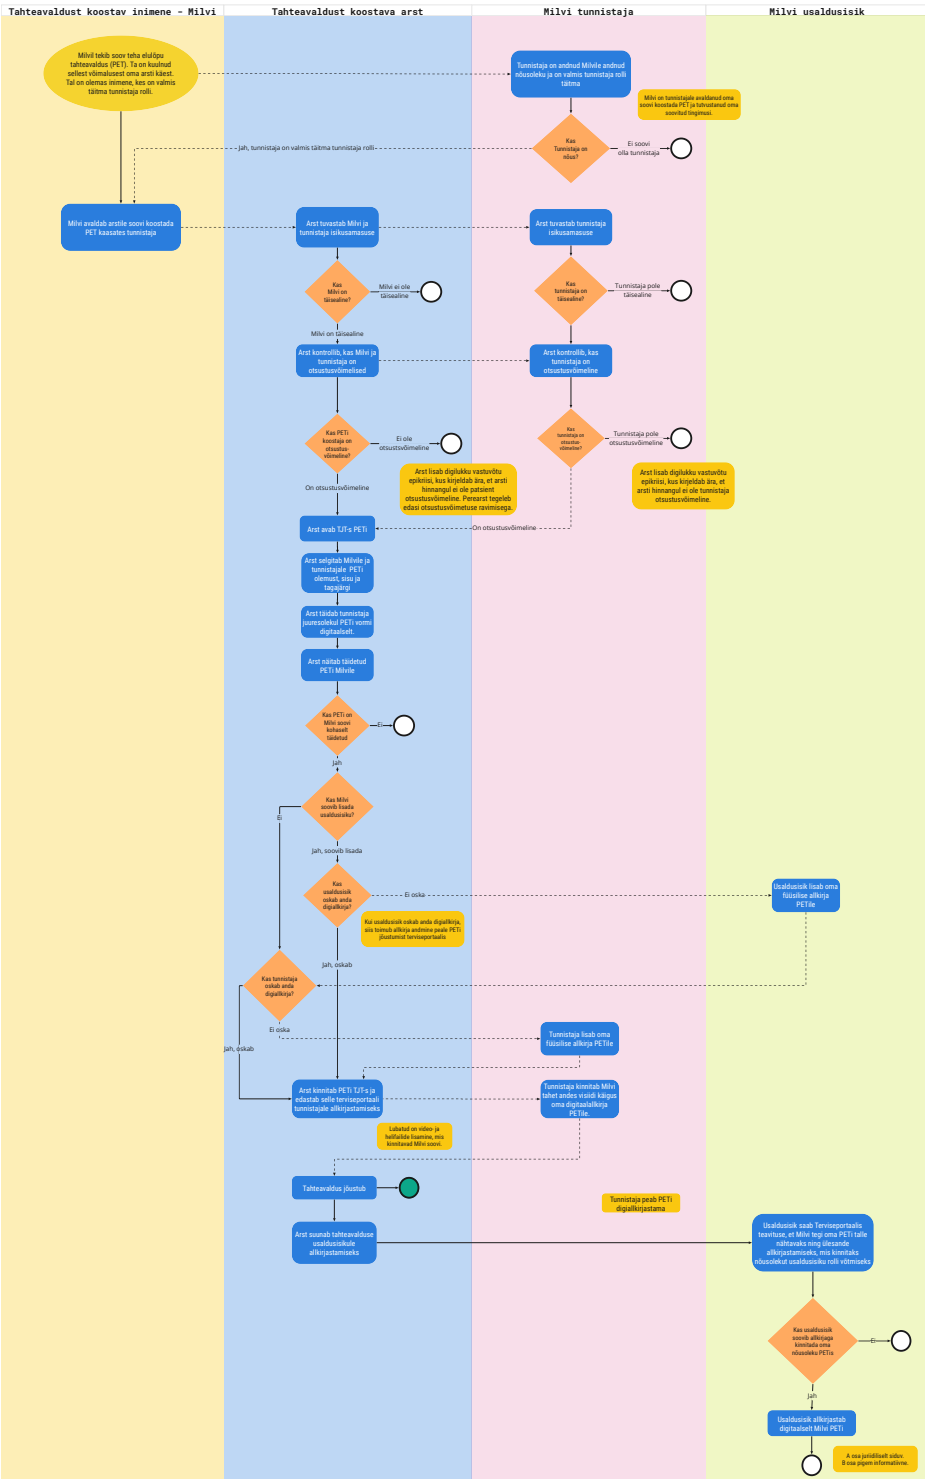 Tahteavaldust koostav inimene – Milvi
Tahteavaldust koostava arst
Milvi tunnistaja
Milvi usaldusisik
Milvil tekib soov teha elulõpu
tahteavaldus (PET). Ta on kuulnud
sellest võimalusest oma arsti käest.
Tal on olemas inimene, kes on valmis
täitma tunnistaja rolli.
Tunnistaja on andnud Milvile andnud
nõusoleku ja on valmis tunnistaja rolli
täitma
Milvi on tunnistajale avaldanud oma
soovi koostada PET ja tutvustanud oma
soovitud tingimusi.
Kas
Tunnistaja on
nõus?
Ei soovi
olla tunnistaja
Jah, tunnistaja on valmis täitma tunnistaja rolli
Milvi avaldab arstile soovi koostada
PET kaasates tunnistaja
Arst tuvastab Milvi ja
tunnistaja isikusamasuse
Arst tuvastab tunnistaja
isikusamasuse
Kas
Milvi on
täisealine?
Milvi ei ole
täisealine
Kas
tunnistaja on
täisealine?
Tunnistaja pole
täisealine
Milvi on täisealine
Arst kontrollib, kas Milvi ja
tunnistaja on
otsustusvõimelised
Arst kontrollib, kas
tunnistaja on
otsustusvõimeline
Kas PETi
koostaja on
otsustus-
võimeline?
Ei ole
otsustsvõimeline
Kas
tunnistaja on
otsustus-
võimeline?
Tunnistaja pole
otsustusvõimeline
Arst lisab digilukku vastuvõtu
epikriisi, kus kirjeldab ära, et arsti
hinnangul ei ole patsient
otsustusvõimeline. Perearst tegeleb
edasi otsustusvõimetuse ravimisega.
Arst lisab digilukku vastuvõtu
epikriisi, kus kirjeldab ära, et
arsti hinnangul ei ole tunnistaja
otsustusvõimeline.
On otsustusvõimeline
Arst avab TJT-s PETi
On otsustusvõimeline
Arst selgitab Milvile ja
tunnistajale PETi
olemust, sisu ja
tagajärgi
Arst täidab tunnistaja
juuresolekul PETi vormi
digitaalselt.
Arst näitab täidetud
PETi Milvile
Kas PETi on
Milvi soovi
kohaselt
täidetud
Ei
Jah
Kas Milvi
soovib lisada
usaldusisiku?
Ei
Jah, soovib lisada
Kas
usaldusisik
oskab anda
digiallkirja?
Ei oska
Usaldusisik lisab oma
füüsilise allkirja
PETile
Kui usaldusisik oskab anda digiallkirja,
siis toimub allkirja andmine peale PETi
jõustumist terviseportaalis
Jah, oskab
Kas tunnistaja
oskab anda
digiallkirja?
Ei oska
Tunnistaja lisab oma
füüsilise allkirja PETile
Jah, oskab
Arst kinnitab PETi TJT-s ja
edastab selle terviseportaali
tunnistajale allkirjastamiseks
Tunnistaja kinnitab Milvi
tahet andes visiidi käigus
oma digitaalallkirja
PETile.
Lubatud on video- ja
helifailide lisamine, mis
kinnitavad Milvi soovi.
Tahteavaldus jõustub
Tunnistaja peab PETi
digiallkirjastama
Arst suunab tahteavalduse
usaldusisikule
allkirjastamiseks
Usaldusisik saab Terviseportaalis
teavituse, et Milvi tegi oma PETi talle
nähtavaks ning ülesande
allkirjastamiseks, mis kinnitaks
nõusolekut usaldusisiku rolli võtmiseks
Kas usaldusisik
soovib allkirjaga
kinnitada oma
nõusoleku PETis
Ei
Jah
Usaldusisik allkirjastab
digitaalselt Milvi PETi
A osa juriidiliselt siduv.
B osa pigem informatiivne.